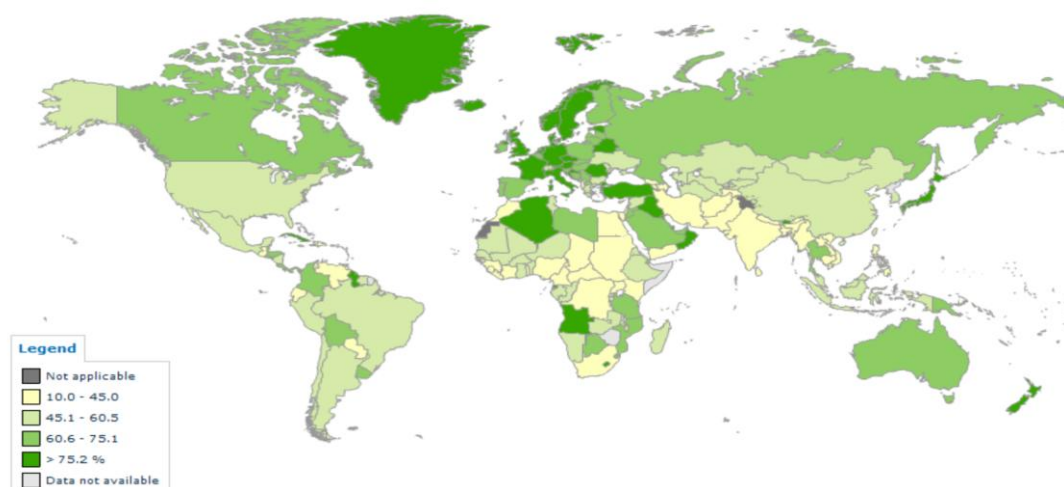 Legend
Not applicable
10.0 - 45.0
45.1 - 60.5
60.6 - 75.1
> 75.2 %
Data not available